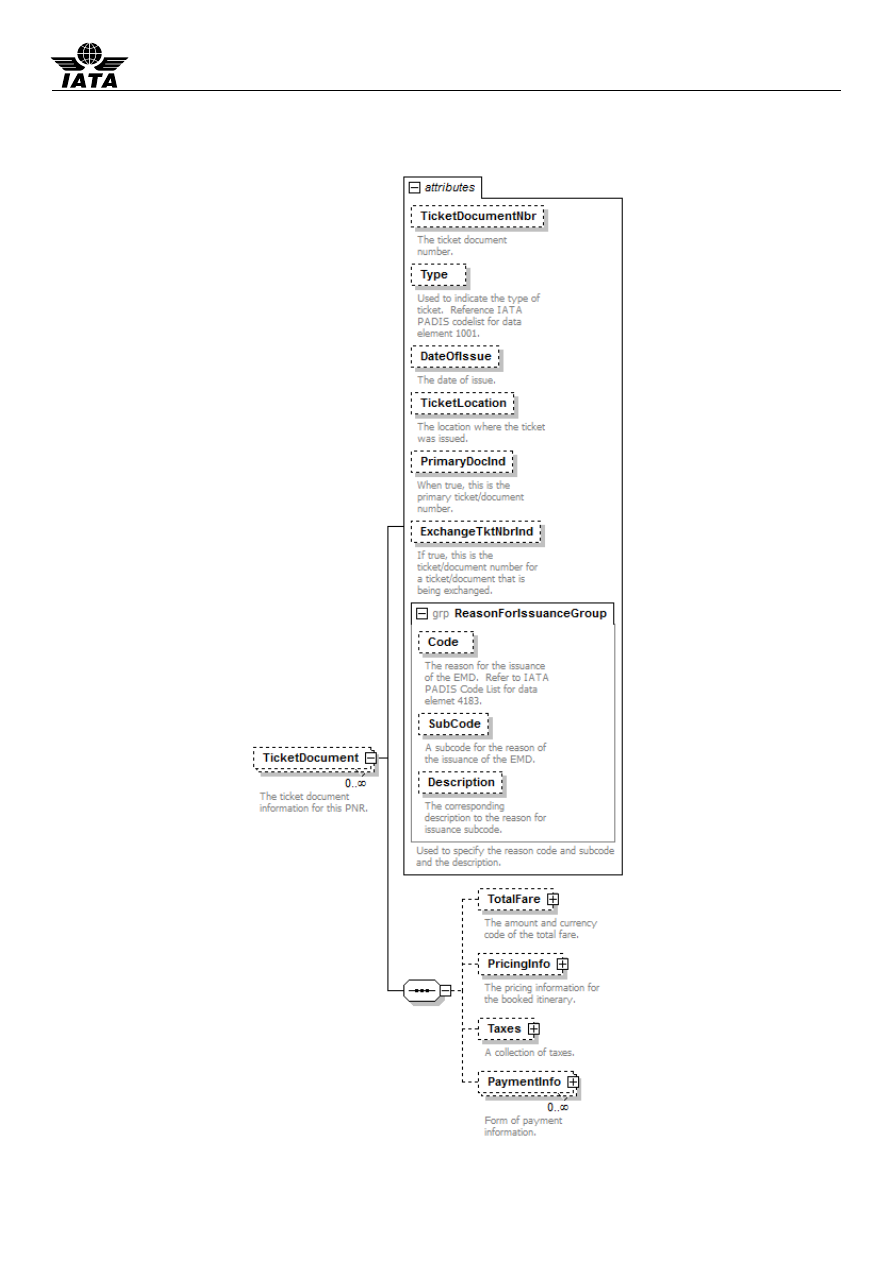 IATA
attributes
TicketDocumentNbr
The ticket document
number.
Type
Used to indicate the type of
ticket.  Reference IATA
PADIS codelist for data
element 1001.
DateOfIssue
The date of issue.
TicketLocation
The location where the ticket
was issued.
PrimaryDocInd
When true, this is the
primary ticket/document
number.
ExchangeTktNbrInd
If true, this is the
ticket/document number for
a ticket/document that is
being exchanged.
grp ReasonForIssuanceGroup
Code
The reason for the issuance
of the EMD.  Refer to IATA
PADIS Code List for data
elemet 4183.
SubCode
A subcode for the reason of
the issuance of the EMD.
Description
The corresponding
description to the reason for
issuance subcode.
Used to specify the reason code and subcode
and the description.
TicketDocument
0..∞
The ticket document
information for this PNR.
TotalFare
The amount and currency
code of the total fare.
PricingInfo
The pricing information for
the booked itinerary.
Taxes
A collection of taxes.
PaymentInfo
0..∞
Form of payment
information.